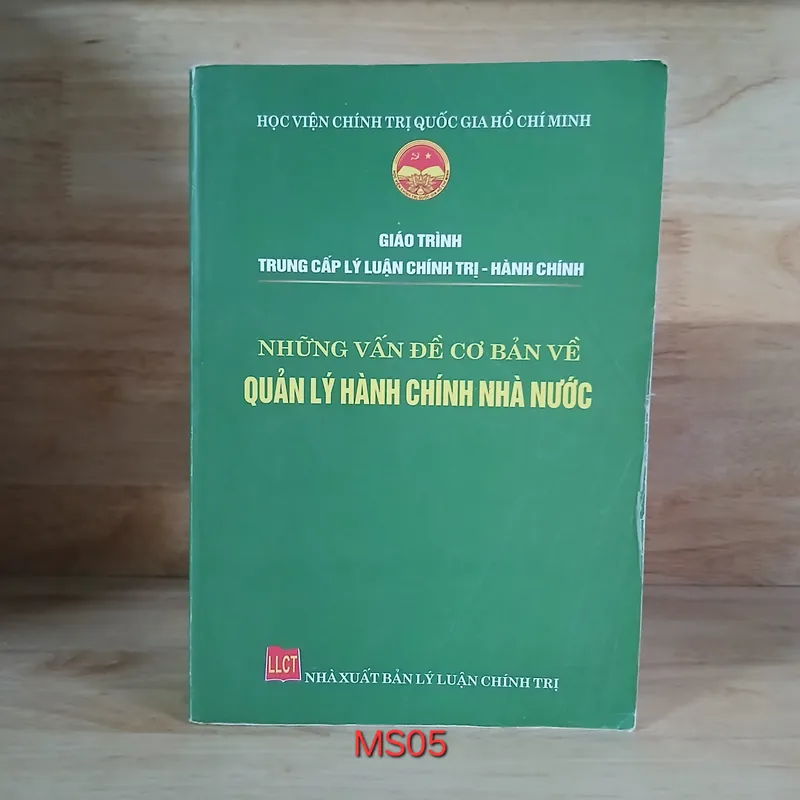 HỌC VIỆN CHÍNH TRỊ QUỐC GIA HỒ CHÍ MINH
GIÁO TRÌNH
TRUNG CẤP LÝ LUẬN CHÍNH TRỊ - HÀNH CHÍNH
NHỮNG VẤN ĐỀ CƠ BẢN VỀ
QUẢN LÝ HÀNH CHÍNH NHÀ NƯỚC
LLCT
NHÀ XUẤT BẢN LÝ LUẬN CHÍNH TRỊ
MS05